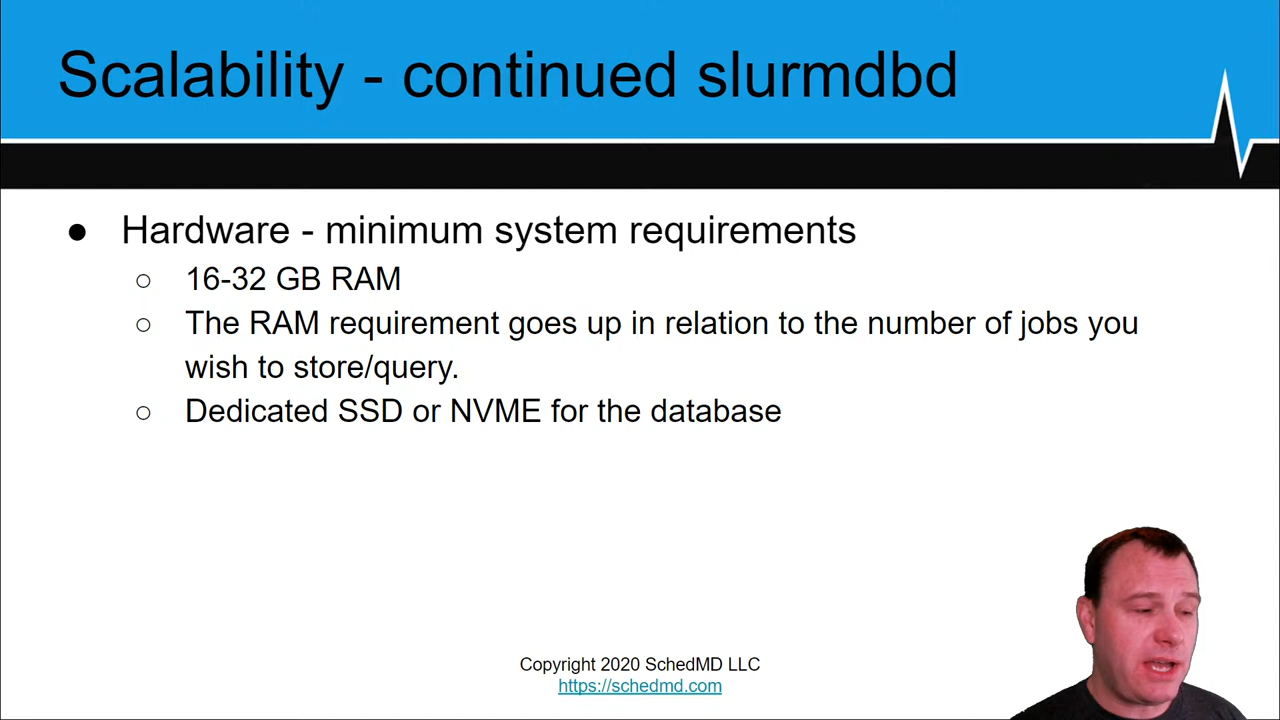 Scalability - continued slurmdbd
● Hardware - minimum system requirements
○ 16-32 GB RAM
○ The RAM requirement goes up in relation to the number of jobs you
wish to store/query.
○ Dedicated SSD or NVME for the database
Copyright 2020 SchedMD LLC
https://schedmd.com